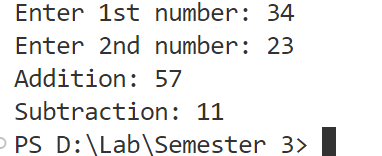 Enter 1st number: 34
Enter 2nd number: 23
Addition: 57
Subtraction: 11
PS D:\Lab\Semester 3>